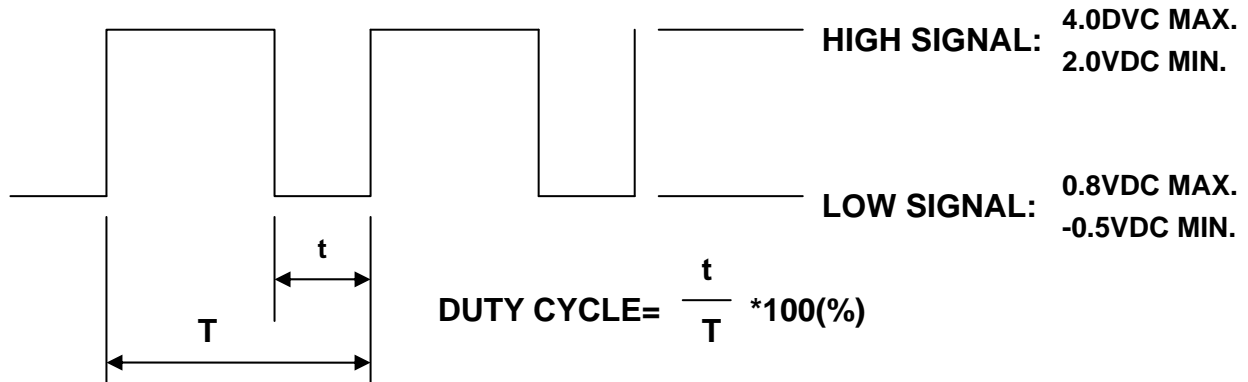 HIGH SIGNAL: 4.0DVC MAX.
2.0VDC MIN.
LOW SIGNAL: 0.8VDC MAX.
-0.5VDC MIN.
t
T
DUTY CYCLE= t
T *100(%)